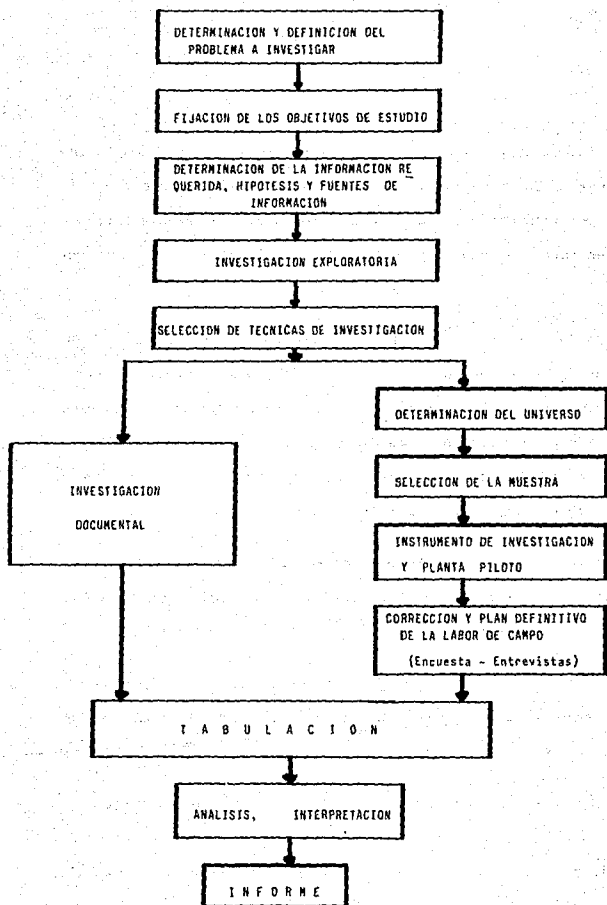 DETERMINACION Y DEFINICION DEL
PROBLEMA A INVESTIGAR
FIJACION DE LOS OBJETIVOS DE ESTUDIO
DETERMINACION DE LA INFORMACION RE
QUERIDA, HIPOTESIS Y FUENTES DE
INFORMACION
INVESTIGACION EXPLORATORIA
SELECCION DE TECNICAS DE INVESTIGACION
DETERMINACION DEL UNIVERSO
SELECCION DE LA MUESTRA
INVESTIGACION
DOCUMENTAL
INSTRUMENTO DE INVESTIGACION
Y PLANTA PILOTO
CORRECCION Y PLAN DEFINITIVO
DE LA LABOR DE CAMPO
(Encuesta - Entrevistas)
T A B U L A C I O N
ANALISIS, INTERPRETACION
I N F O R M E